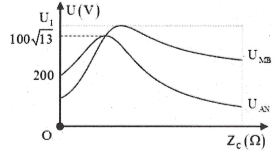 U₁
U(V)
100√13
200
U_MB
U_AN
O
Z_C(Ω)